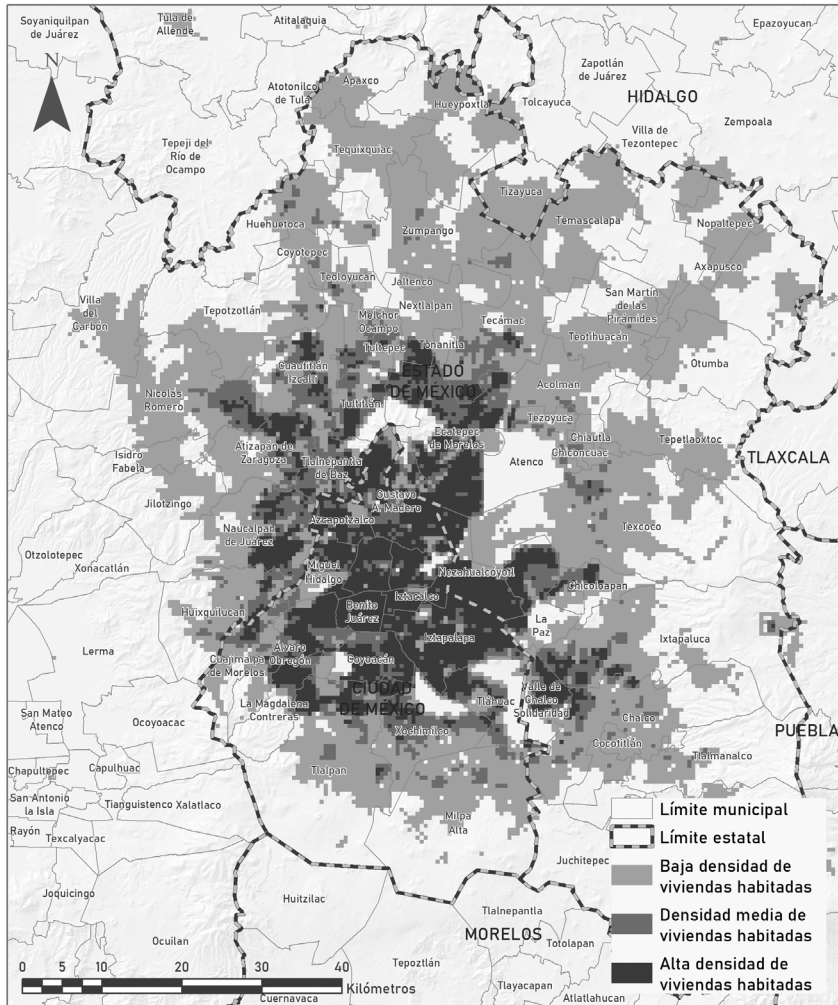 Soyaniquilpan
de Juárez
Tula de
Allende
Atitalaquia
Epazoyucan
N
Atotonilco
de Tula
Apaxco
Hueypoxtla
Tolcayuca
Zapotlán
de Juárez
HIDALGO
Villa de
Tezontepec
Zempoala
Tepeji del
Río de
Ocampo
Tequixquiac
Tizayuca
Temascalapa
Nopaltepec
Huehuetoca
Zumpango
Coyotepec
Axapusco
Teoloyucan
Jaltenco
Villa
del
Carbón
Tepotzotlán
Nextlalpan
San Martín
de las
Pirámides
Melchor
Ocampo
Tecámac
Teotihuacán
Tultepec
Tonanitla
Cuautitlán
Izcalli
ESTADO
DE MÉXICO
Otumba
Nicolás
Romero
Acolman
Tultitlán
Tezoyuca
Ecatepec
de Morelos
Chiautla
Tepetlaoxtoc
Atizapán de
Zaragoza
Chiconcuac
Isidro
Fabela
Tlalnepantla
de Baz
Atenco
TLAXCALA
Jilotzingo
Gustavo
A. Madero
Azcapotzalco
Texcoco
Naucalpan
de Juárez
Otzolotepec
Xonacatlán
Miguel
Hidalgo
Nezahualcóyotl
Chicoloapan
Iztacalco
Benito
Juárez
Huixquilucan
La
Paz
Iztapalapa
Ixtapaluca
Lerma
Álvaro
Obregón
Coyoacán
Cuajimalpa
de Morelos
CIUDAD
DE MÉXICO
Valle de
Chalco
Solidaridad
Tláhuac
La Magdalena
Contreras
San Mateo
Atenco
Ocoyoacac
Chalco
Xochimilco
PUEBLA
Cocotitlán
Tlalmanalco
Chapultepec
Capulhuac
Tlalpan
San Antonio
la Isla
Tianguistenco
Xalatlaco
Milpa
Alta
Rayón
Texcalyacac
Juchitepec
Joquicingo
Huitzilac
Tlalnepantla
MORELOS
Ocuilan
Totolapan
Tepoztlán
Tlayacapan
Atlatlahucan
Cuernavaca
Límite municipal
Límite estatal
Baja densidad de
viviendas habitadas
Densidad media de
viviendas habitadas
Alta densidad de
viviendas habitadas
0 5 10 20 30 40
Kilómetros